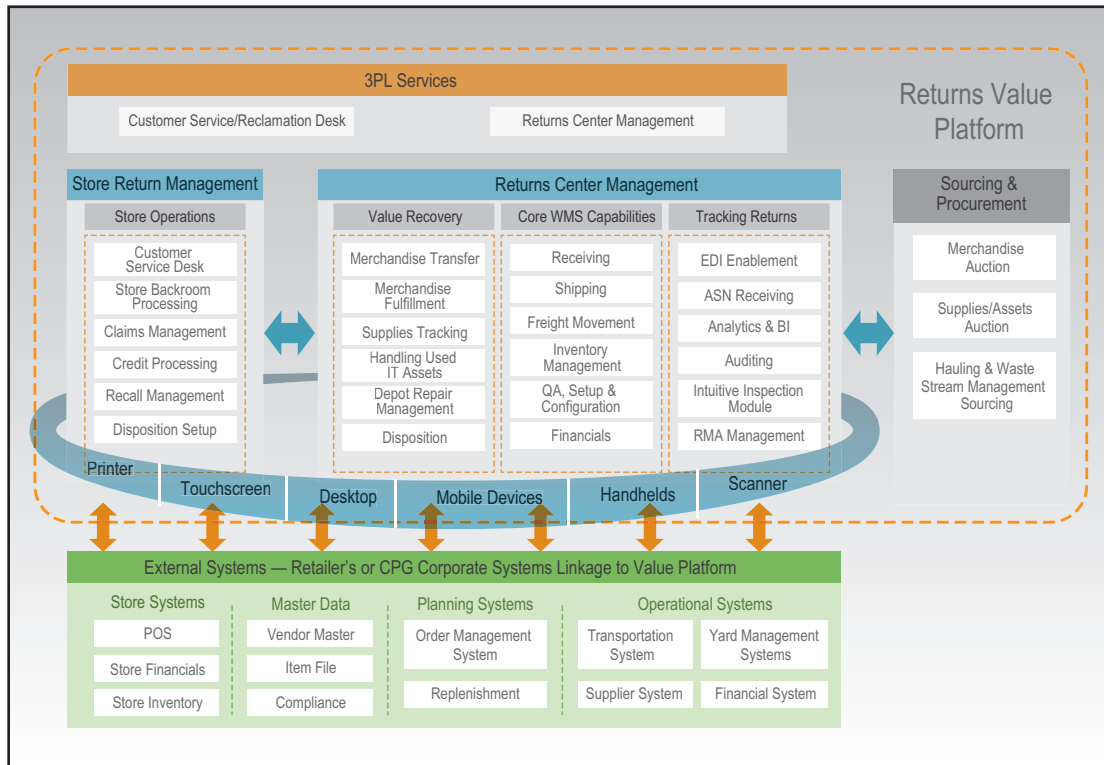 3PL Services
Customer Service/Reclamation Desk
Returns Center Management
Returns Value
Platform
Store Return Management
Store Operations
Customer
Service Desk
Store Backroom
Processing
Claims Management
Credit Processing
Recall Management
Disposition Setup
Returns Center Management
Value Recovery
Merchandise Transfer
Merchandise
Fulfillment
Supplies Tracking
Handling Used
IT Assets
Depot Repair
Management
Disposition
Core WMS Capabilities
Receiving
Shipping
Freight Movement
Inventory
Management
QA, Setup &
Configuration
Financials
Tracking Returns
EDI Enablement
ASN Receiving
Analytics & BI
Auditing
Intuitive Inspection
Module
RMA Management
Sourcing &
Procurement
Merchandise
Auction
Supplies/Assets
Auction
Hauling & Waste
Stream Management
Sourcing
Printer
Touchscreen
Desktop
Mobile Devices
Handhelds
Scanner
External Systems — Retailer's or CPG Corporate Systems Linkage to Value Platform
Store Systems
POS
Store Financials
Store Inventory
Master Data
Vendor Master
Item File
Compliance
Planning Systems
Order Management
System
Replenishment
Operational Systems
Transportation
System
Yard Management
Systems
Supplier System
Financial System